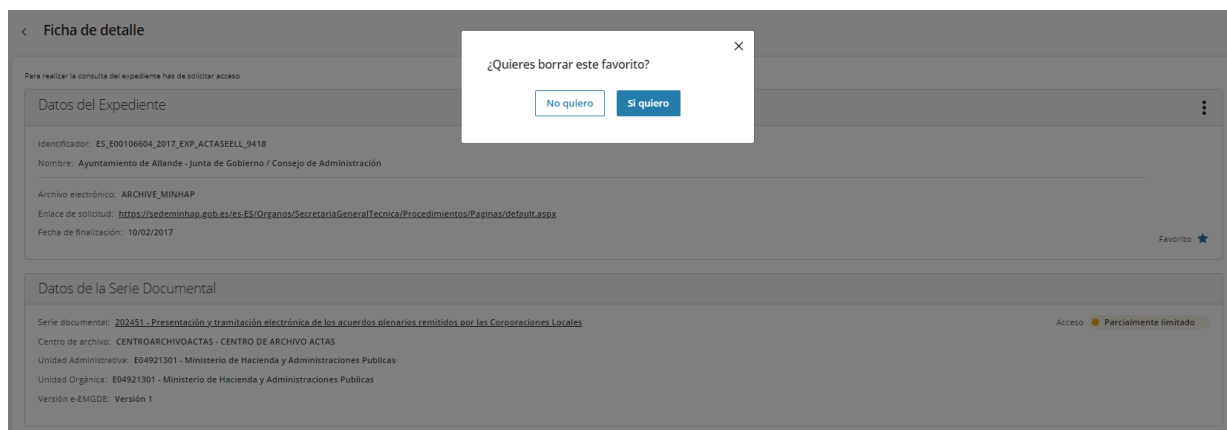 Ficha de detalle
¿Quieres borrar este favorito?
No quiero Si quiero
Para realizar la consulta del expediente has de solicitar acceso
Datos del Expediente
Identificador: ES_E00106604_2017_EXP_ACTASEELL_9418
Nombre: Ayuntamiento de Allande - Junta de Gobierno / Consejo de Administración
Archivo electrónico: ARCHIVE_MINHAP
Enlace de solicitud: https://sedeminhap.gob.es/es-ES/Organos/SecretariaGeneralTecnica/Procedimientos/Paginas/default.aspx
Fecha de finalización: 10/02/2017
Favorito
Datos de la Serie Documental
Serie documental: 202451 - Presentación y tramitación electrónica de los acuerdos plenarios remitidos por las Corporaciones Locales
Acceso Parcialmente limitado
Centro de archivo: CENTROARCHIVOACTAS - CENTRO DE ARCHIVO ACTAS
Unidad Administrativa: E04921301 - Ministerio de Hacienda y Administraciones Publicas
Unidad Orgánica: E04921301 - Ministerio de Hacienda y Administraciones Publicas
Versión e-EMGDE: Versión 1